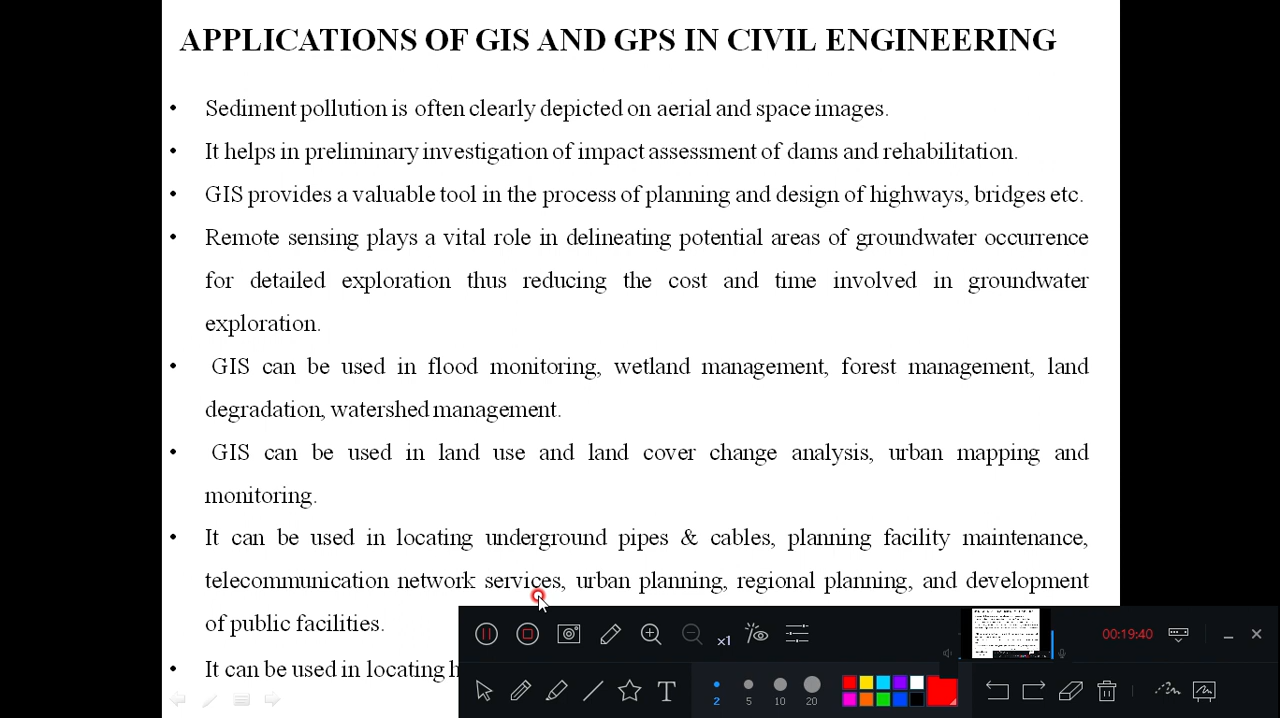 APPLICATIONS OF GIS AND GPS IN CIVIL ENGINEERING
• Sediment pollution is often clearly depicted on aerial and space images.
• It helps in preliminary investigation of impact assessment of dams and rehabilitation.
• GIS provides a valuable tool in the process of planning and design of highways, bridges etc.
• Remote sensing plays a vital role in delineating potential areas of groundwater occurrence
for detailed exploration thus reducing the cost and time involved in groundwater
exploration.
• GIS can be used in flood monitoring, wetland management, forest management, land
degradation, watershed management.
• GIS can be used in land use and land cover change analysis, urban mapping and
monitoring.
• It can be used in locating underground pipes & cables, planning facility maintenance,
telecommunication network services, urban planning, regional planning, and development
of public facilities.
• It can be used in locating
x1
00:19:40
T
2 5 10 20